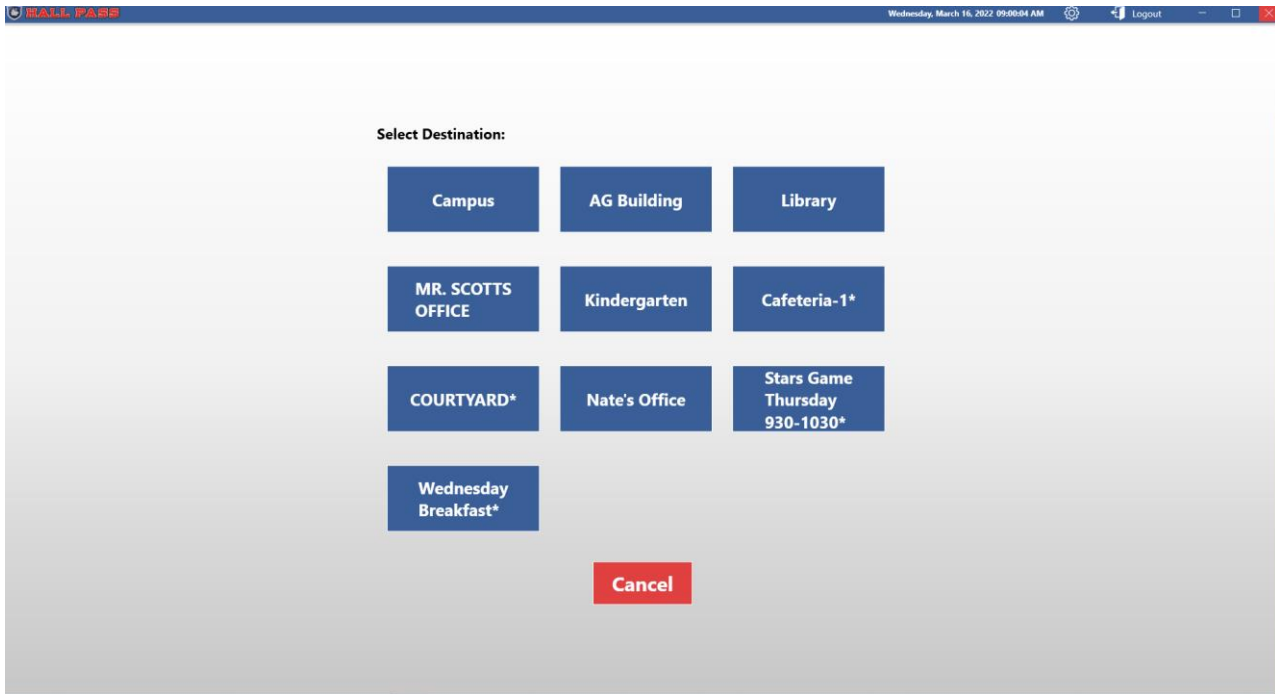 HALL PASS
Wednesday, March 16, 2022 09:00:04 AM
Logout
Select Destination:
Campus
AG Building
Library
MR. SCOTTS
OFFICE
Kindergarten
Cafeteria-1*
COURTYARD*
Nate's Office
Stars Game
Thursday
930-1030*
Wednesday
Breakfast*
Cancel